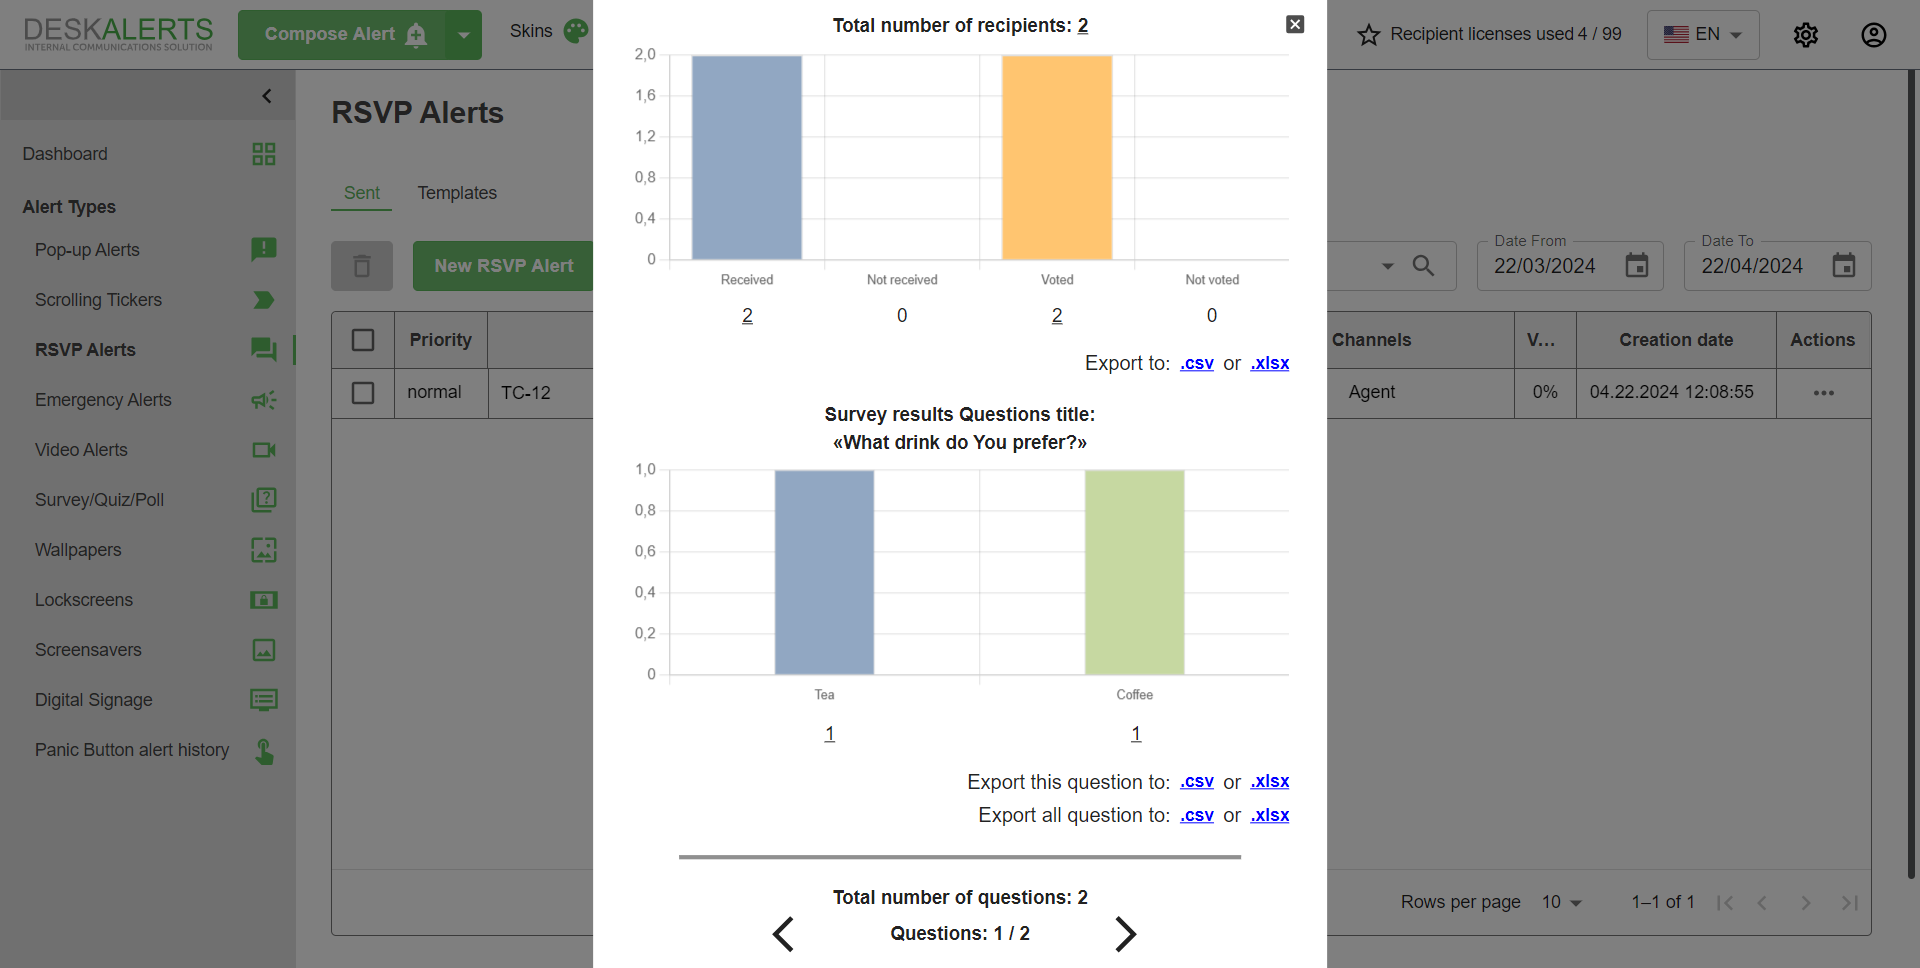 DESKALERTS
INTERNAL COMMUNICATIONS SOLUTION
Compose Alert
Skins
Recipient licenses used 4 / 99
EN
Dashboard
Alert Types
Pop-up Alerts
Scrolling Tickers
RSVP Alerts
Emergency Alerts
Video Alerts
Survey/Quiz/Poll
Wallpapers
Lockscreens
Screensavers
Digital Signage
Panic Button alert history
RSVP Alerts
Sent Templates
New RSVP Alert
Date From
22/03/2024
Date To
22/04/2024
Priority Channels V... Creation date Actions
normal TC-12 Agent 0% 04.22.2024 12:08:55
Rows per page 10 1–1 of 1
Total number of recipients: 2
2,0
1,6
1,2
0,8
0,4
0
Received Not received Voted Not voted
2 0 2 0
Export to: .csv or .xlsx
Survey results Questions title:
«What drink do You prefer?»
1,0
0,8
0,6
0,4
0,2
0
Tea Coffee
1 1
Export this question to: .csv or .xlsx
Export all question to: .csv or .xlsx
Total number of questions: 2
Questions: 1 / 2